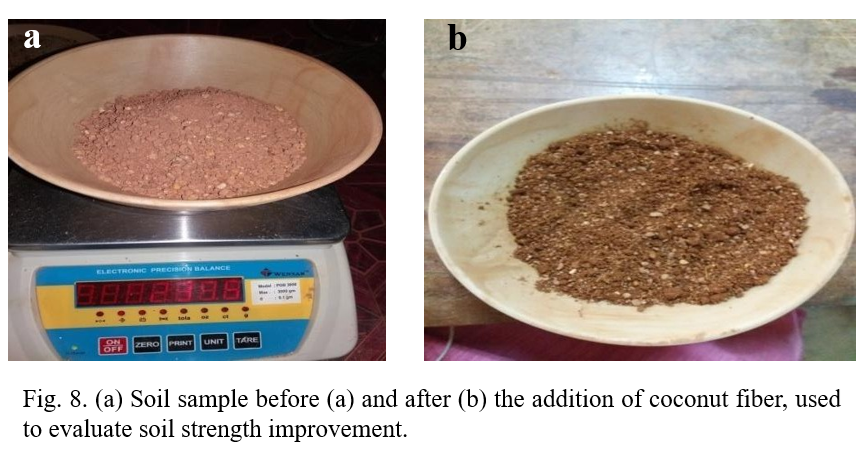 a
b
ELECTRONIC PRECISION BALANCE
WENSAR
ON
OFF
ZERO
PRINT
UNIT
TARE
Fig. 8. (a) Soil sample before (a) and after (b) the addition of coconut fiber, used
to evaluate soil strength improvement.